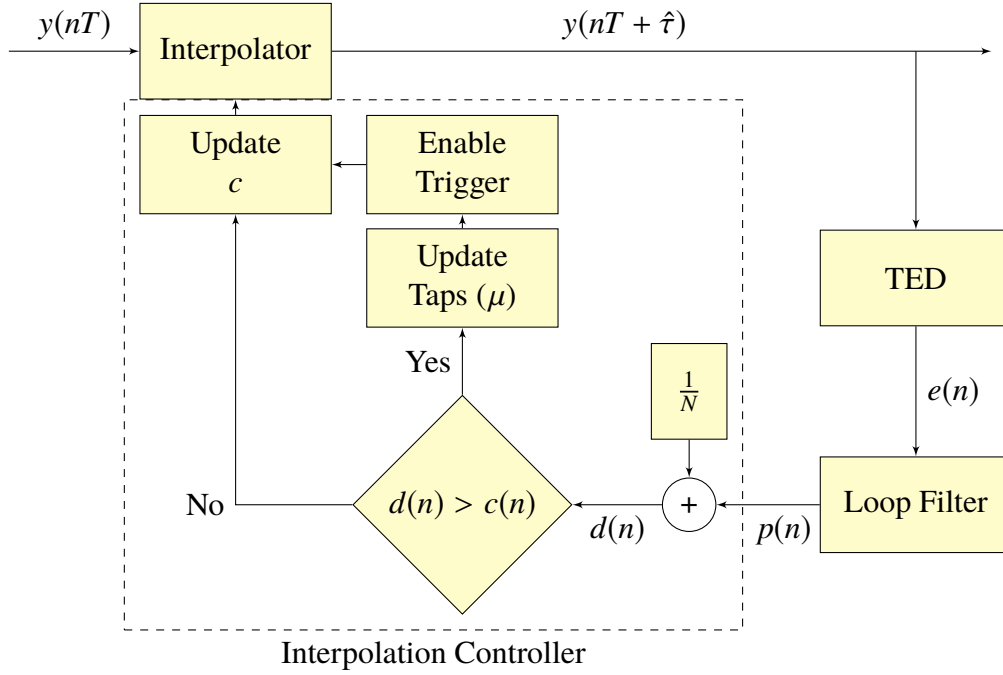 y(nT)
Interpolator
y(nT + τ̂)
Update
c
Enable
Trigger
Update
Taps (μ)
TED
Yes
1/N
e(n)
No
d(n) > c(n)
d(n)
+
p(n)
Loop Filter
Interpolation Controller